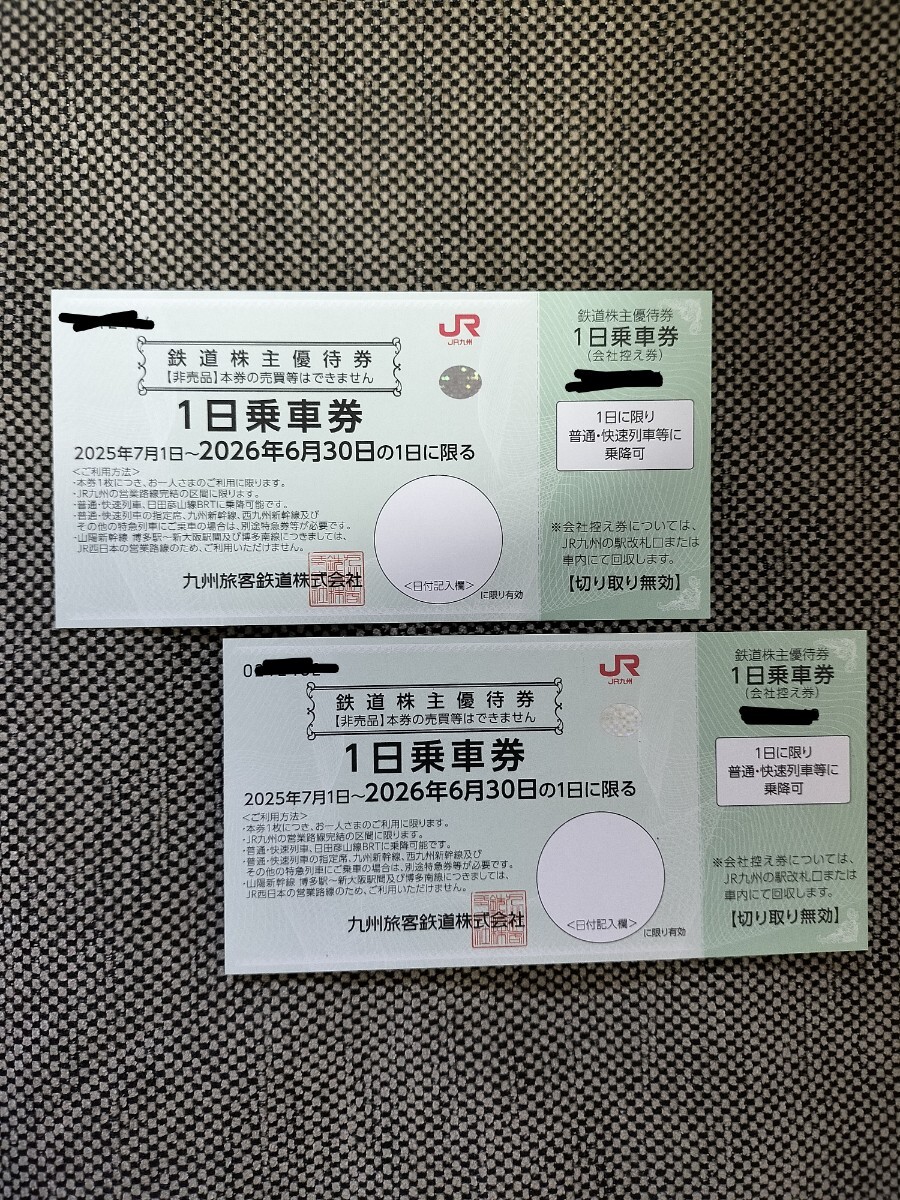 JR
JR九州
鉄道株主優待券
【非売品】本券の売買等はできません
1日乗車券
2025年7月1日～2026年6月30日の1日に限る
＜ご利用方法＞
・本券1枚につき、お一人さまのご利用に限ります。
・JR九州の営業路線完結の区間に限ります。
・普通・快速列車、日田彦山線BRTに乗降可能です。
・普通・快速列車の指定席、九州新幹線、西九州新幹線及び
その他の特急列車にご乗車の場合は、別途特急券等が必要です。
・山陽新幹線 博多駅～新大阪駅間及び博多南線につきましては、
JR西日本の営業路線のため、ご利用いただけません。
九州旅客鉄道株式会社
＜日付記入欄＞
に限り有効
鉄道株主優待券
1日乗車券
（会社控え券）
1日に限り
普通・快速列車等に
乗降可
※会社控え券については、
JR九州の駅改札口または
車内にて回収します。
【切り取り無効】
JR
JR九州
鉄道株主優待券
【非売品】本券の売買等はできません
1日乗車券
2025年7月1日～2026年6月30日の1日に限る
＜ご利用方法＞
・本券1枚につき、お一人さまのご利用に限ります。
・JR九州の営業路線完結の区間に限ります。
・普通・快速列車、日田彦山線BRTに乗降可能です。
・普通・快速列車の指定席、九州新幹線、西九州新幹線及び
その他の特急列車にご乗車の場合は、別途特急券等が必要です。
・山陽新幹線 博多駅～新大阪駅間及び博多南線につきましては、
JR西日本の営業路線のため、ご利用いただけません。
九州旅客鉄道株式会社
＜日付記入欄＞
に限り有効
鉄道株主優待券
1日乗車券
（会社控え券）
1日に限り
普通・快速列車等に
乗降可
※会社控え券については、
JR九州の駅改札口または
車内にて回収します。
【切り取り無効】